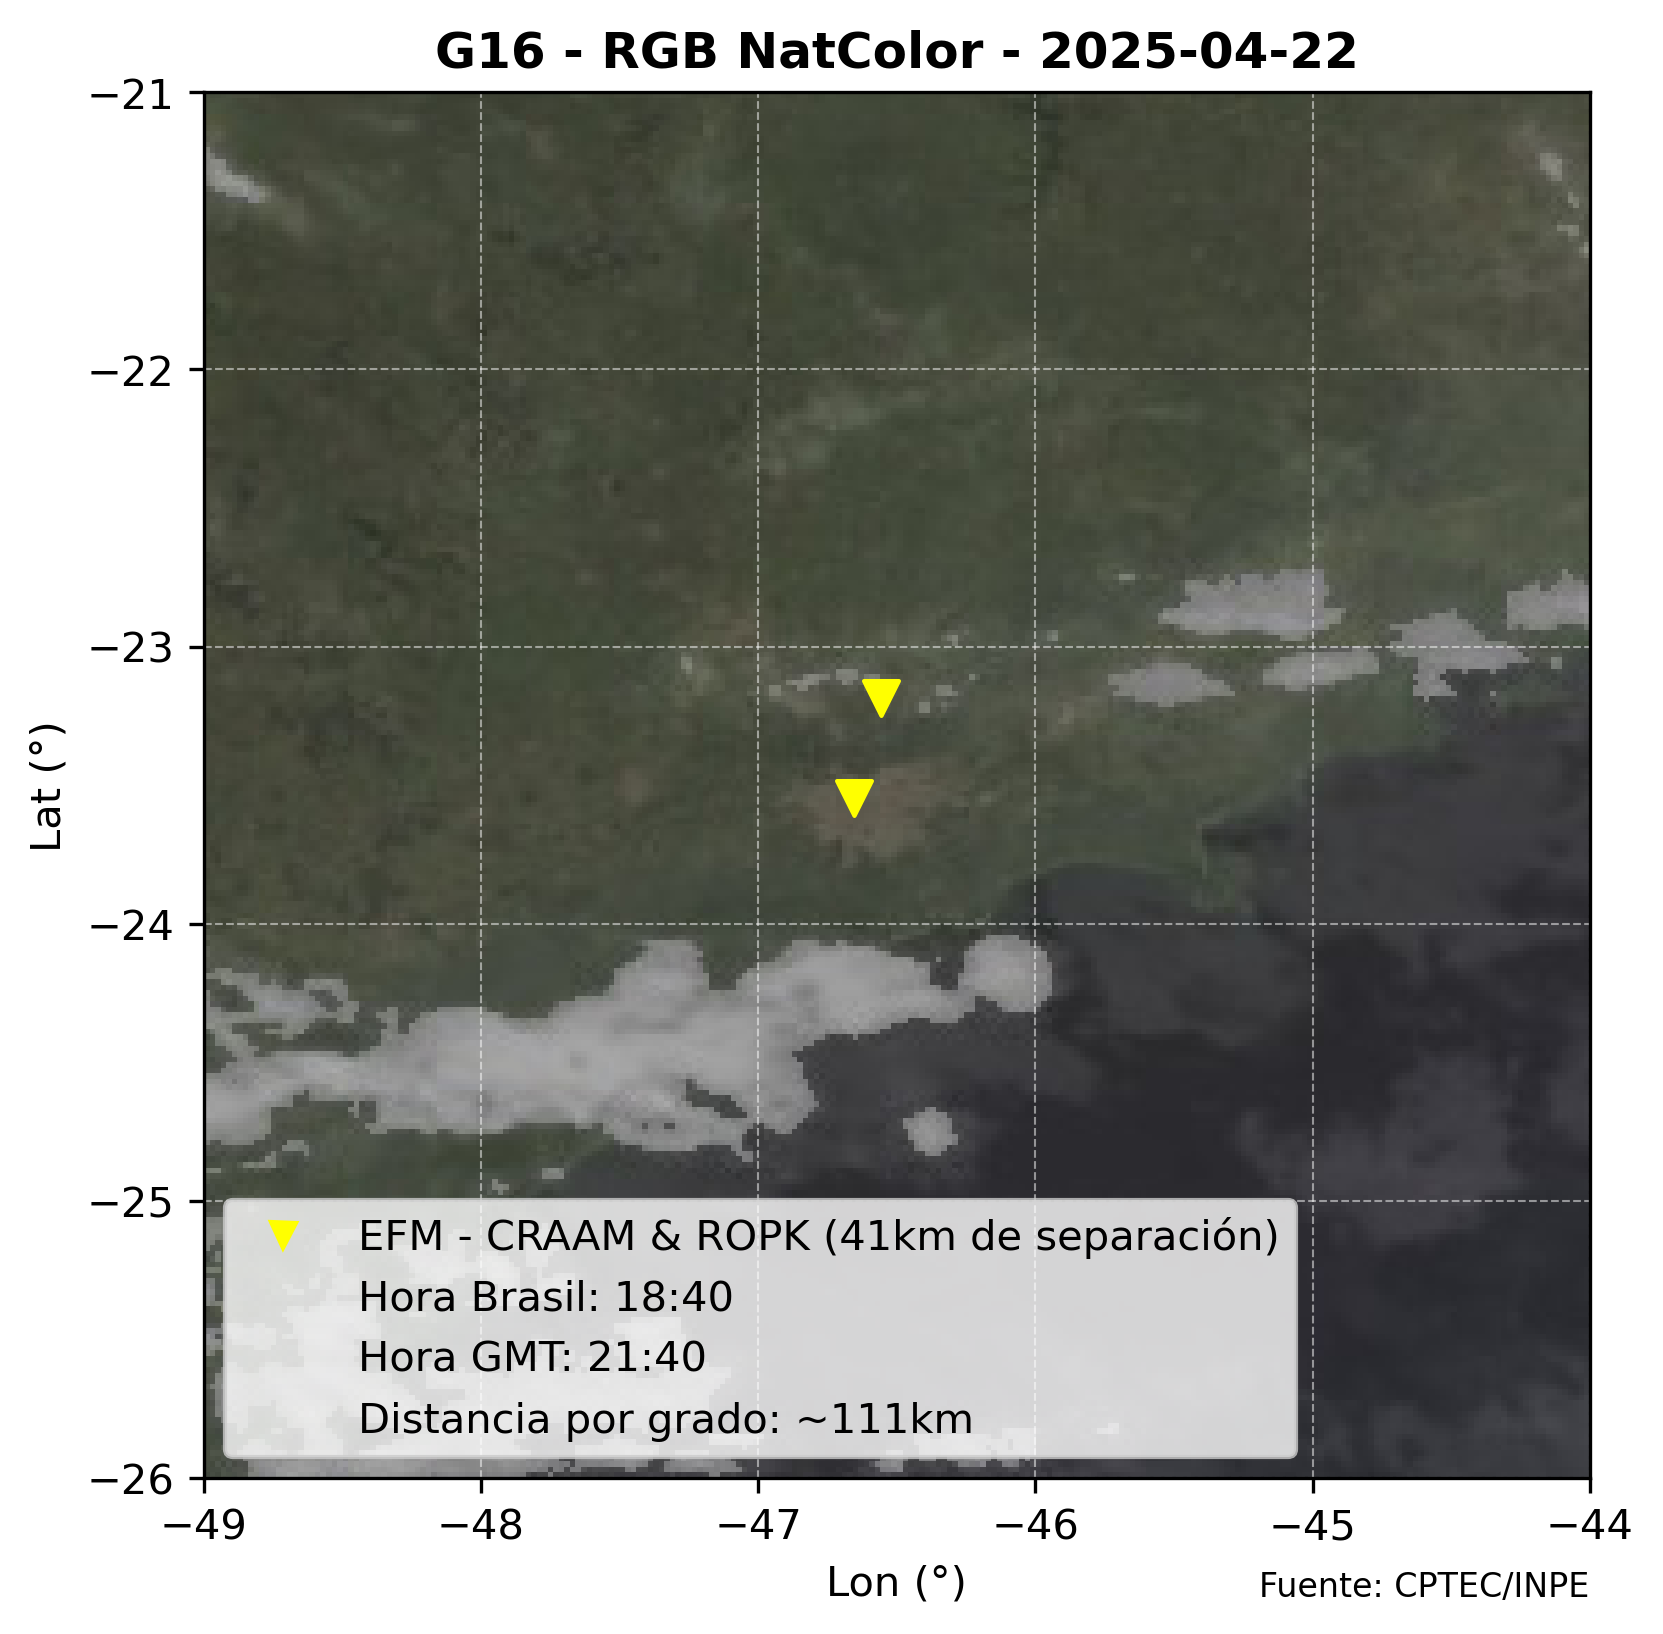 G16 - RGB NatColor - 2025-04-22
−21
−22
−23
−24
−25
−26
Lat (°)
EFM - CRAAM & ROPK (41km de separación)
Hora Brasil: 18:40
Hora GMT: 21:40
Distancia por grado: ~111km
−49 −48 −47 −46 −45 −44
Lon (°)
Fuente: CPTEC/INPE